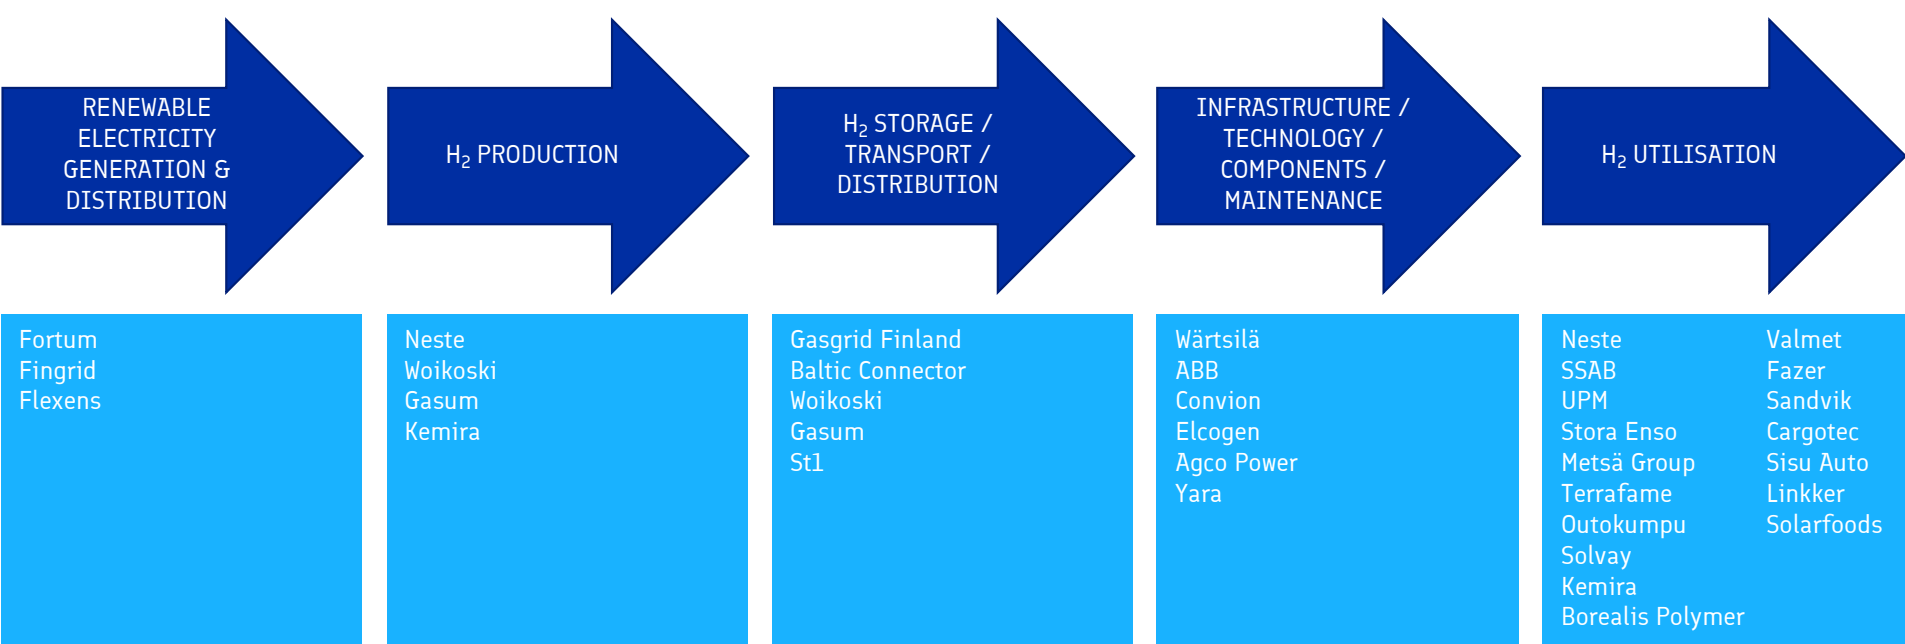 RENEWABLE
ELECTRICITY
GENERATION &
DISTRIBUTION
H₂ PRODUCTION
H₂ STORAGE /
TRANSPORT /
DISTRIBUTION
INFRASTRUCTURE /
TECHNOLOGY /
COMPONENTS /
MAINTENANCE
H₂ UTILISATION
Fortum
Fingrid
Flexens
Neste
Woikoski
Gasum
Kemira
Gasgrid Finland
Baltic Connector
Woikoski
Gasum
St1
Wärtsilä
ABB
Convion
Elcogen
Agco Power
Yara
Neste
SSAB
UPM
Stora Enso
Metsä Group
Terrafame
Outokumpu
Solvay
Kemira
Borealis Polymer
Valmet
Fazer
Sandvik
Cargotec
Sisu Auto
Linkker
Solarfoods